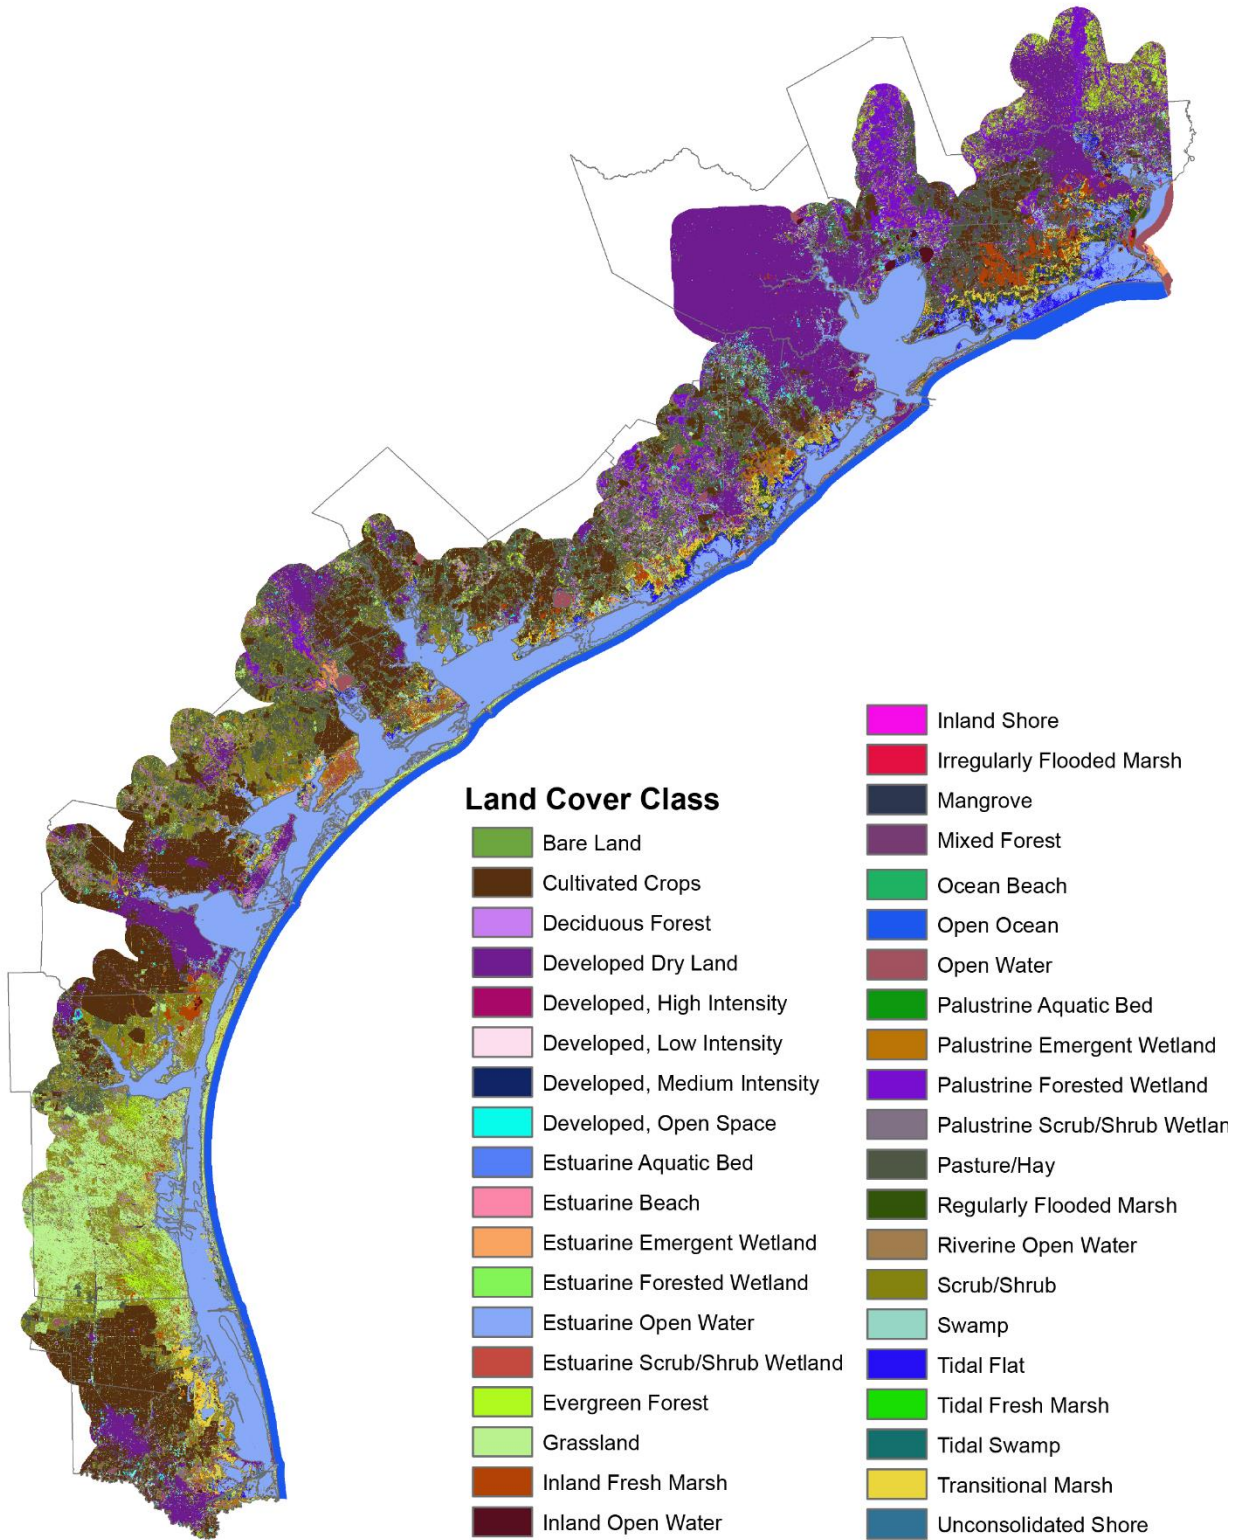 Land Cover Class
Bare Land
Cultivated Crops
Deciduous Forest
Developed Dry Land
Developed, High Intensity
Developed, Low Intensity
Developed, Medium Intensity
Developed, Open Space
Estuarine Aquatic Bed
Estuarine Beach
Estuarine Emergent Wetland
Estuarine Forested Wetland
Estuarine Open Water
Estuarine Scrub/Shrub Wetland
Evergreen Forest
Grassland
Inland Fresh Marsh
Inland Open Water
Inland Shore
Irregularly Flooded Marsh
Mangrove
Mixed Forest
Ocean Beach
Open Ocean
Open Water
Palustrine Aquatic Bed
Palustrine Emergent Wetland
Palustrine Forested Wetland
Palustrine Scrub/Shrub Wetlan
Pasture/Hay
Regularly Flooded Marsh
Riverine Open Water
Scrub/Shrub
Swamp
Tidal Flat
Tidal Fresh Marsh
Tidal Swamp
Transitional Marsh
Unconsolidated Shore